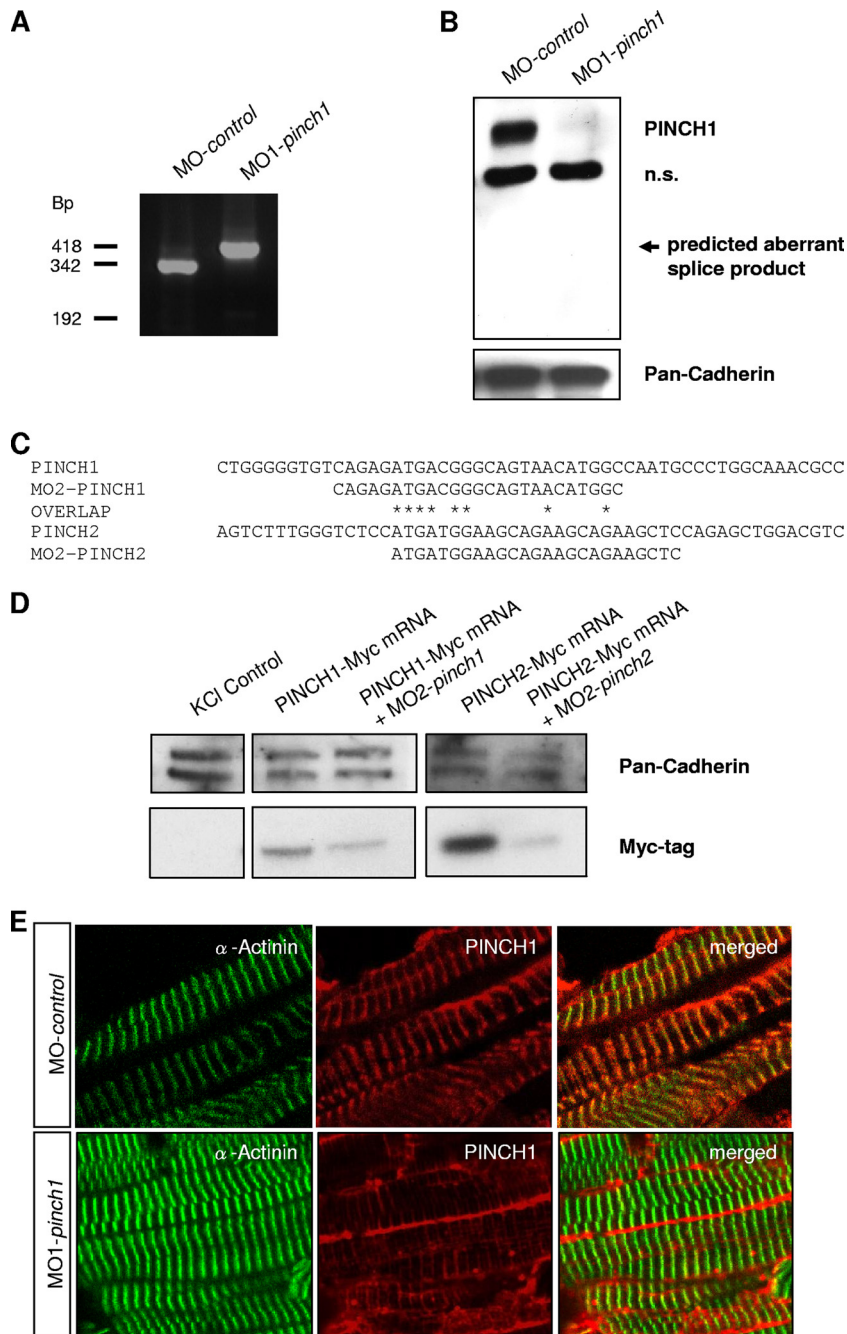 A
MO-control
MO1-pinch1
Bp
418
342
192
B
MO-control
MO1-pinch1
PINCH1
n.s.
predicted aberrant
splice product
Pan-Cadherin
C
PINCH1 CTGGGGGTGTCAGAGATGACGGGCAGTAACATGGCCAATGCCCTGGCAAACGCC
MO2-PINCH1 CAGAGATGACGGGCAGTAACATGGC
OVERLAP **** ** * *
PINCH2 AGTCTTTGGGTCTCCATGATGGAAGCAGAAGCAGAAGCTCCAGAGCTGGACGTC
MO2-PINCH2 ATGATGGAAGCAGAAGCAGAAGCTC
D
KCl Control
PINCH1-Myc mRNA
PINCH1-Myc mRNA
+ MO2-pinch1
PINCH2-Myc mRNA
PINCH2-Myc mRNA
+ MO2-pinch2
Pan-Cadherin
Myc-tag
E
MO-control
α-Actinin
PINCH1
merged
MO1-pinch1
α-Actinin
PINCH1
merged